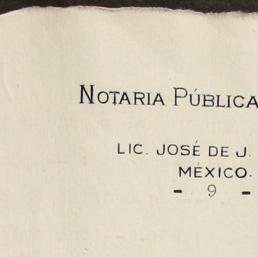 NOTARIA PÚBLICA
LIC. JOSÉ DE J.
MÉXICO.
- 9 -